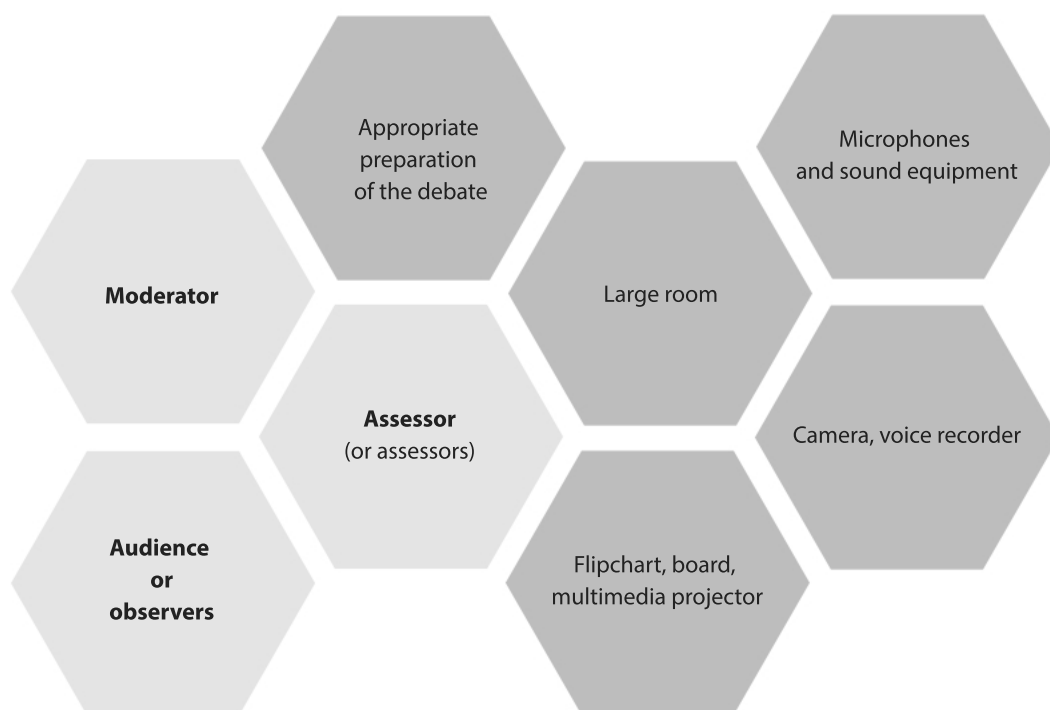 Appropriate
preparation
of the debate
Microphones
and sound equipment
Moderator
Large room
Assessor
(or assessors)
Camera, voice recorder
Audience
or
observers
Flipchart, board,
multimedia projector